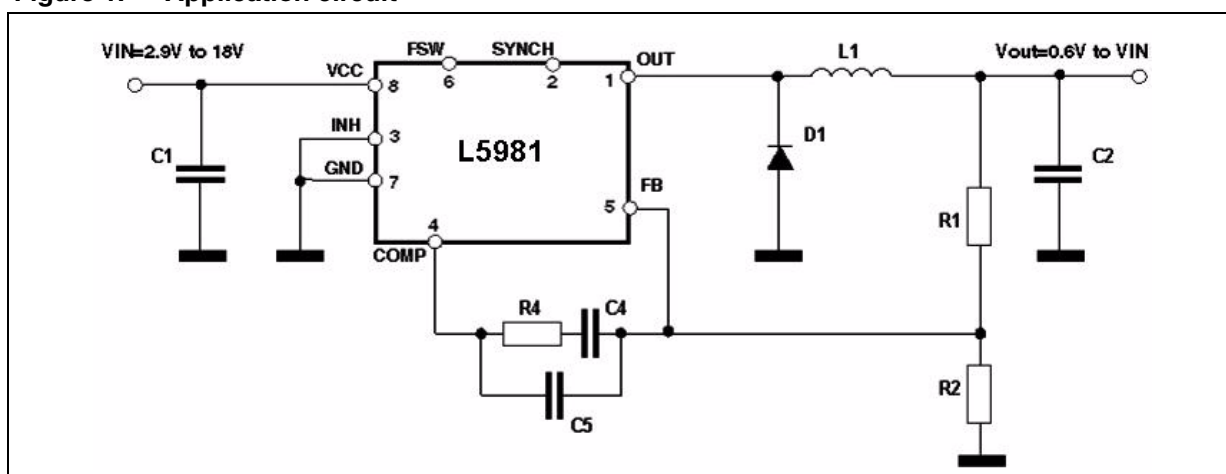 Figure 1. Application circuit
VIN=2.9V to 18V
FSW
SYNCH
VCC
OUT
L1
Vout=0.6V to VIN
8
6
2
1
INH
3
C1
L5981
D1
C2
GND
7
FB
5
R1
4
COMP
R4
C4
R2
C5